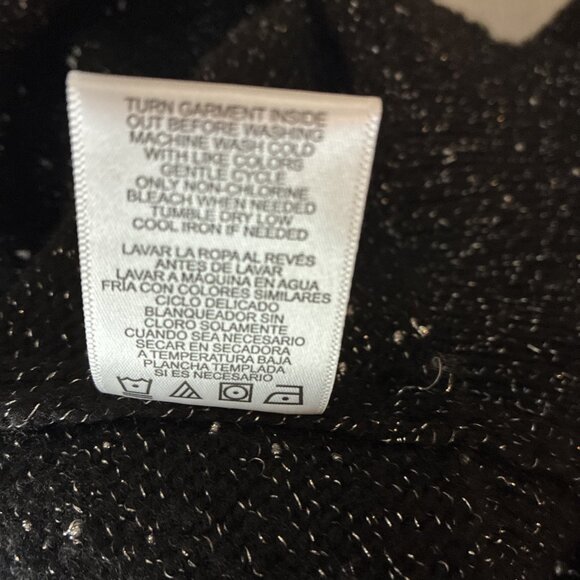 TURN GARMENT INSIDE
OUT BEFORE WASHING
MACHINE WASH COLD
WITH LIKE COLORS
GENTLE CYCLE
ONLY NON-CHLORINE
BLEACH WHEN NEEDED
TUMBLE DRY LOW
COOL IRON IF NEEDED
LAVAR LA ROPA AL REVÉS
ANTES DE LAVAR
LAVAR A MÁQUINA EN AGUA
FRÍA CON COLORES SIMILARES
CICLO DELICADO
BLANQUEADOR SIN
CLORO SOLAMENTE
CUANDO SEA NECESARIO
SECAR EN SECADORA
A TEMPERATURA BAJA
PLANCHA TEMPLADA
SI ES NECESARIO